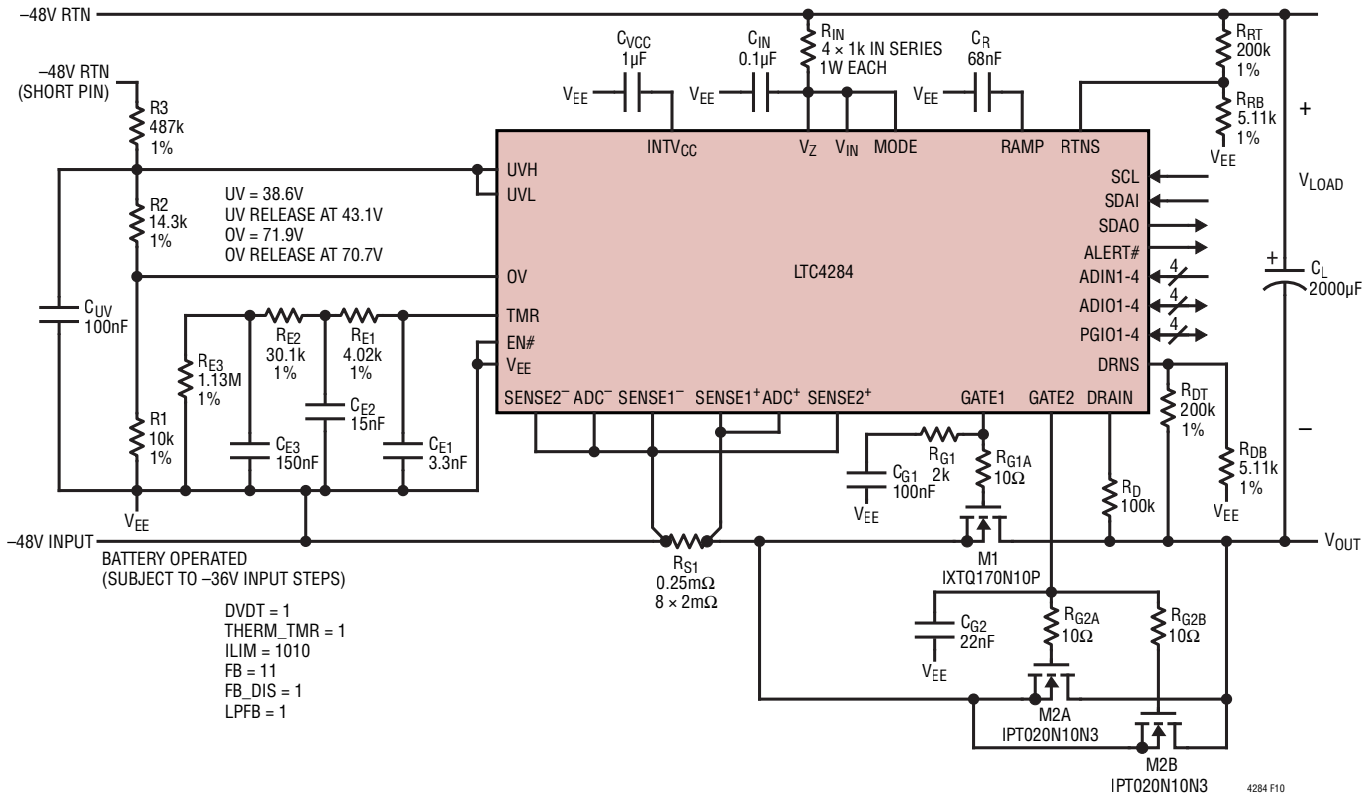 –48V RTN
–48V RTN
(SHORT PIN)
R3
487k
1%
R2
14.3k
1%
R1
10k
1%
CUV
100nF
VEE
UV = 38.6V
UV RELEASE AT 43.1V
OV = 71.9V
OV RELEASE AT 70.7V
RE3
1.13M
1%
RE2
30.1k
1%
RE1
4.02k
1%
CE3
150nF
CE2
15nF
CE1
3.3nF
CVCC
1µF
VEE
CIN
0.1µF
VEE
RIN
4 × 1k IN SERIES
1W EACH
CR
68nF
VEE
RRT
200k
1%
RRB
5.11k
1%
VEE
+
VLOAD
–
+
CL
2000µF
INTVCC
VZ
VIN
MODE
RAMP
RTNS
UVH
UVL
OV
TMR
EN#
VEE
LTC4284
SCL
SDAI
SDAO
ALERT#
ADIN1-4
4
ADIO1-4
4
PGIO1-4
4
DRNS
SENSE2–
ADC–
SENSE1–
SENSE1+
ADC+
SENSE2+
GATE1
GATE2
DRAIN
RG1
2k
CG1
100nF
VEE
RG1A
10Ω
RD
100k
RDT
200k
1%
RDB
5.11k
1%
VEE
–48V INPUT
BATTERY OPERATED
(SUBJECT TO –36V INPUT STEPS)
RS1
0.25mΩ
8 × 2mΩ
M1
IXTQ170N10P
VOUT
DVDT = 1
THERM_TMR = 1
ILIM = 1010
FB = 11
FB_DIS = 1
LPFB = 1
CG2
22nF
VEE
RG2A
10Ω
RG2B
10Ω
M2A
IPT020N10N3
M2B
IPT020N10N3
4284 F10